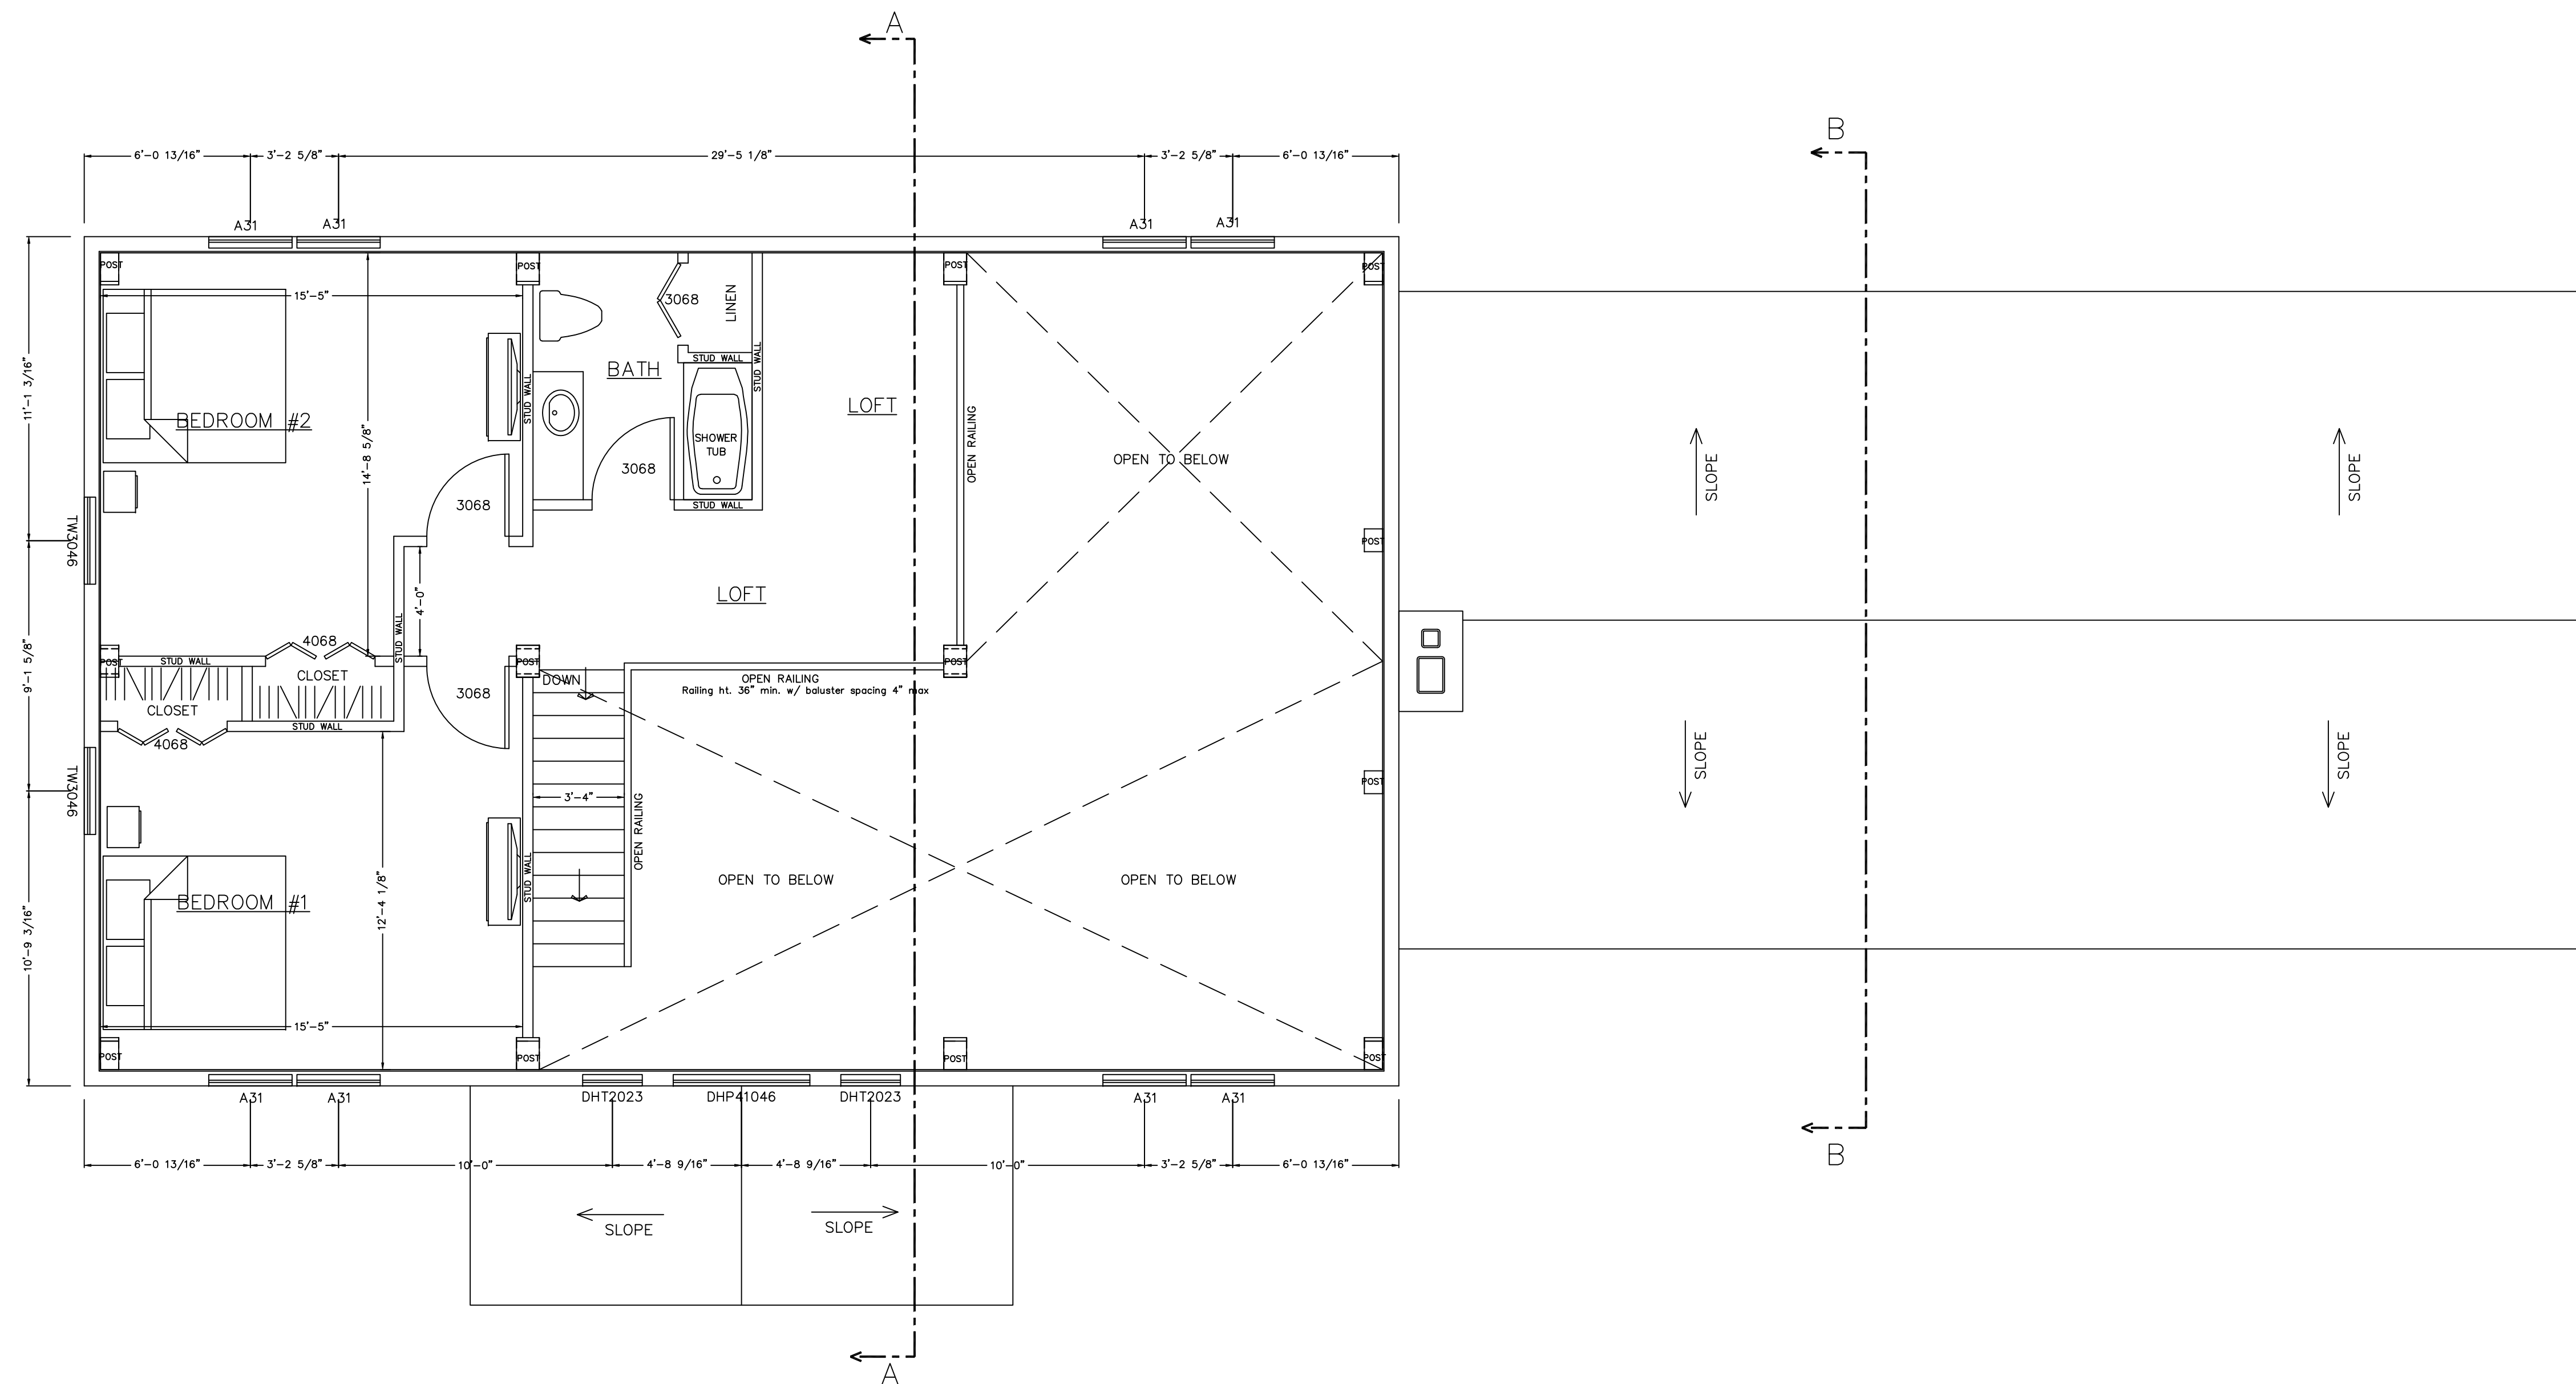 A
B
6'-0 13/16" 3'-2 5/8" 29'-5 1/8" 3'-2 5/8" 6'-0 13/16"
A31 A31 A31 A31
POST POST POST POST
15'-5"
3068
LINEN
11'-1 3/16"
BATH
STUD WALL
STUD WALL
STUD WALL
BEDROOM #2
14'-8 5/8"
LOFT
OPEN RAILING
SHOWER
TUB
OPEN TO BELOW
3068
3068
STUD WALL
SLOPE
SLOPE
TW3046
POST
4'-0"
LOFT
9'-1 5/8"
STUD WALL
4068
POST
STUD WALL
POST
POST
CLOSET
DOWN
OPEN RAILING
Railing ht. 36" min. w/ baluster spacing 4" max
3068
CLOSET
STUD WALL
4068
SLOPE
SLOPE
TW3046
POST
3'-4"
OPEN RAILING
STUD WALL
10'-9 3/16"
BEDROOM #1
12'-4 1/8"
OPEN TO BELOW
OPEN TO BELOW
15'-5"
POST POST POST POST
A31 A31 DHT2023 DHP41046 DHT2023 A31 A31
6'-0 13/16" 3'-2 5/8" 10'-0" 4'-8 9/16" 4'-8 9/16" 10'-0" 3'-2 5/8" 6'-0 13/16"
B
SLOPE
SLOPE
A